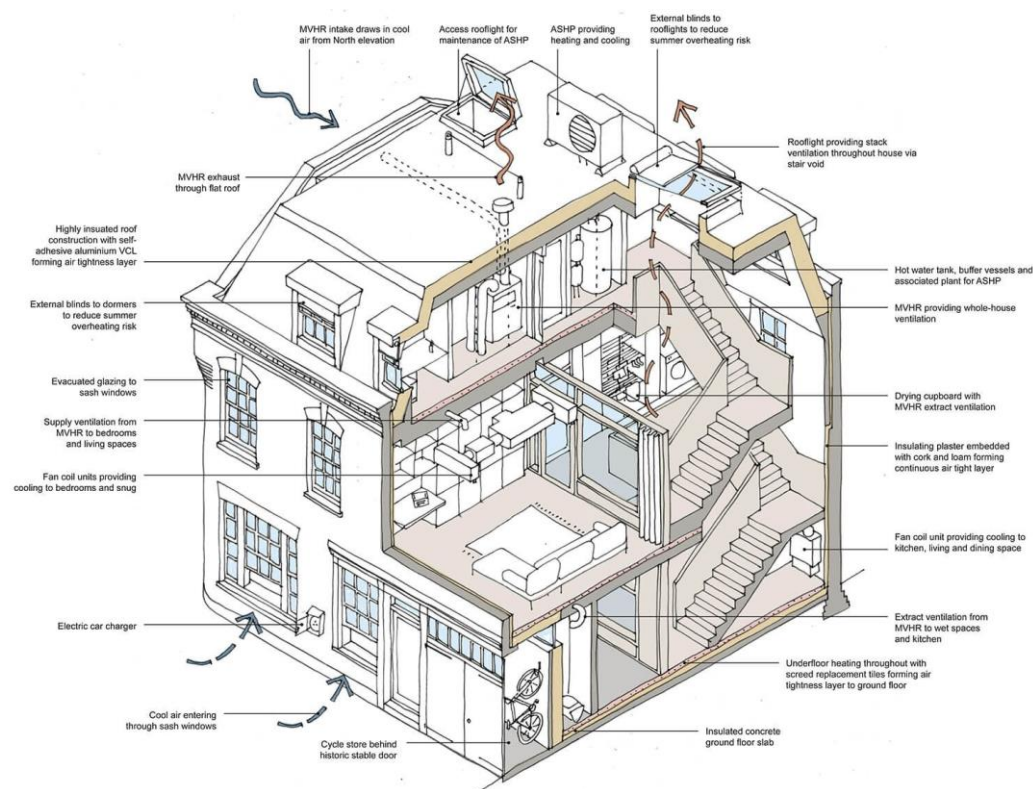 MVHR intake draws in cool
air from North elevation
Access rooflight for
maintenance of ASHP
ASHP providing
heating and cooling
External blinds to
rooflights to reduce
summer overheating risk
Rooflight providing stack
ventilation throughout house via
stair void
MVHR exhaust
through flat roof
Highly insuated roof
construction with self-
adhesive aluminium VCL
forming air tightness layer
Hot water tank, buffer vessels and
associated plant for ASHP
External blinds to dormers
to reduce summer
overheating risk
MVHR providing whole-house
ventilation
Evacuated glazing to
sash windows
Drying cupboard with
MVHR extract ventilation
Supply ventilation from
MVHR to bedrooms
and living spaces
Insulating plaster embedded
with cork and loam forming
continuous air tight layer
Fan coil units providing
cooling to bedrooms and snug
Fan coil unit providing cooling to
kitchen, living and dining space
Electric car charger
Extract ventilation from
MVHR to wet spaces
and kitchen
Underfloor heating throughout with
screed replacement tiles forming air
tightness layer to ground floor
Cool air entering
through sash windows
Cycle store behind
historic stable door
Insulated concrete
ground floor slab